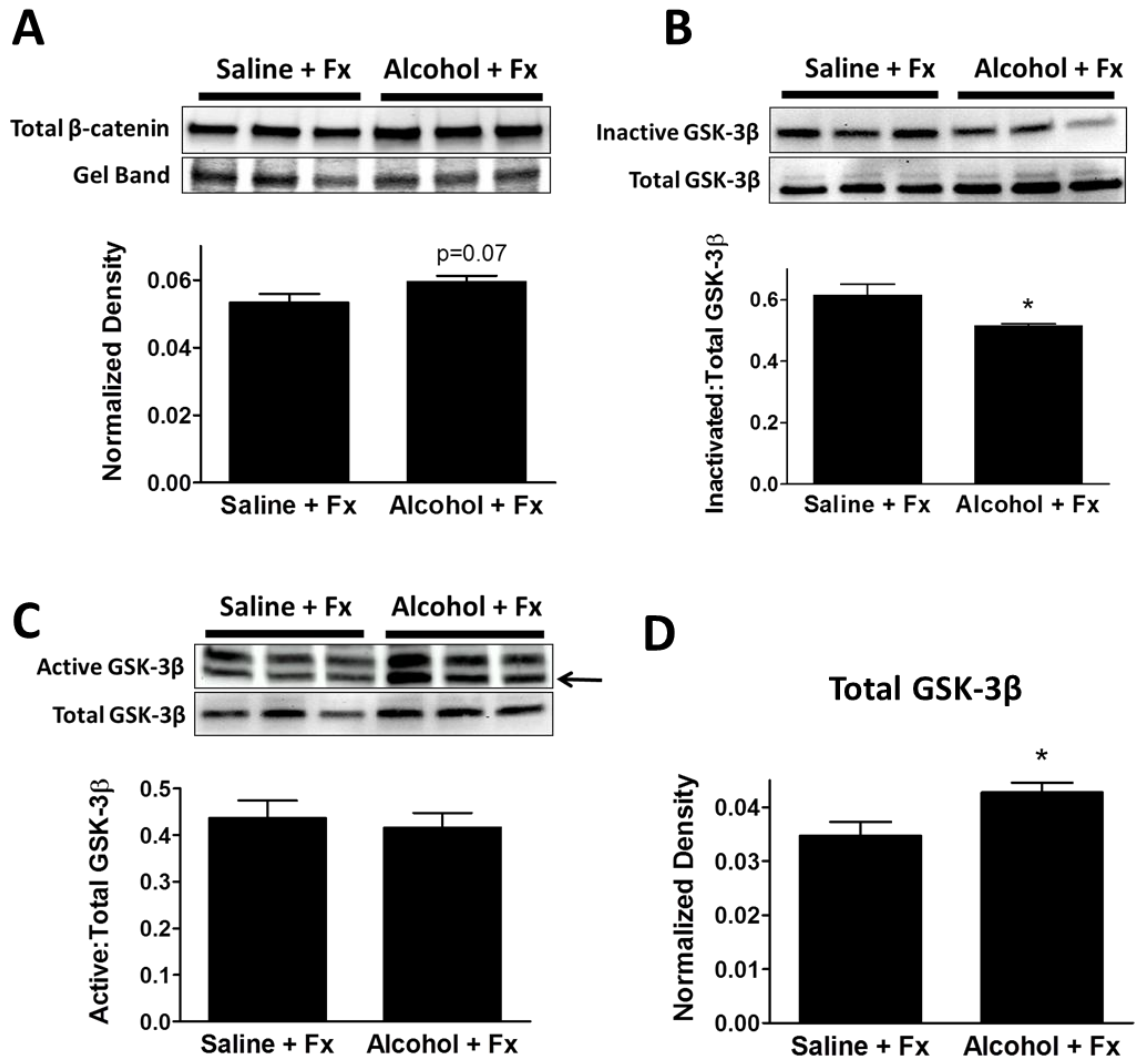 A
Saline + Fx Alcohol + Fx
Total β-catenin
Gel Band
Normalized Density
p=0.07
0.06
0.04
0.02
0.00
Saline + Fx Alcohol + Fx
B
Saline + Fx Alcohol + Fx
Inactive GSK-3β
Total GSK-3β
Inactivated:Total GSK-3β
*
0.6
0.4
0.2
0.0
Saline + Fx Alcohol + Fx
C
Saline + Fx Alcohol + Fx
Active GSK-3β
Total GSK-3β
Active:Total GSK-3β
0.5
0.4
0.3
0.2
0.1
0.0
Saline + Fx Alcohol + Fx
D
Total GSK-3β
Normalized Density
*
0.04
0.03
0.02
0.01
0.00
Saline + Fx Alcohol + Fx